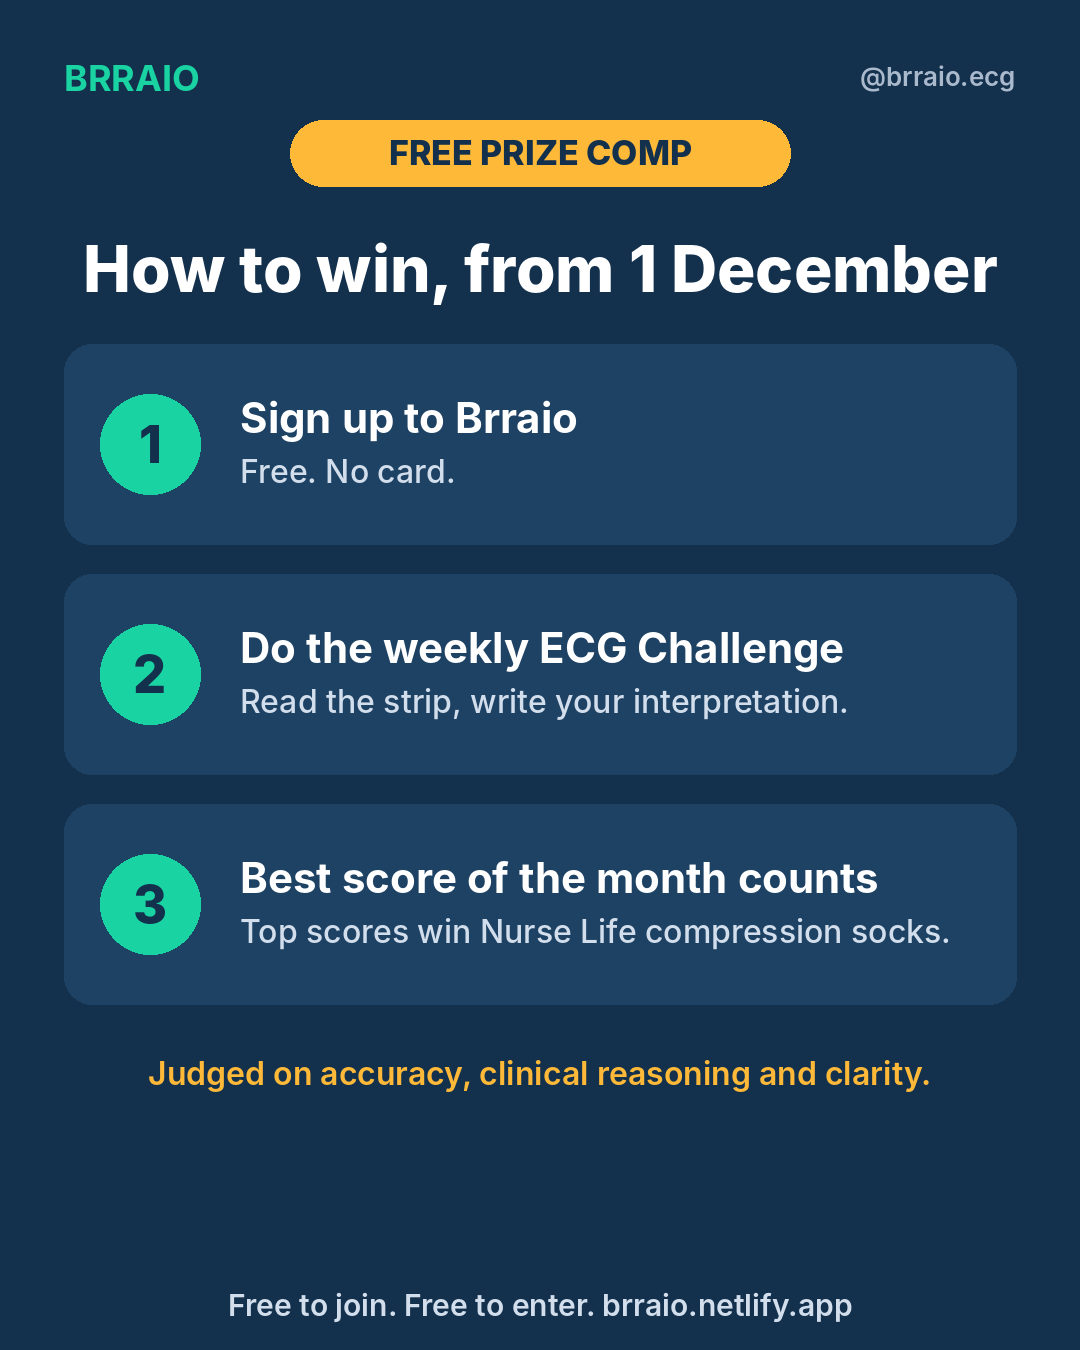 BRRAIO
@brraio.ecg
FREE PRIZE COMP
How to win, from 1 December
1
Sign up to Brraio
Free. No card.
2
Do the weekly ECG Challenge
Read the strip, write your interpretation.
3
Best score of the month counts
Top scores win Nurse Life compression socks.
Judged on accuracy, clinical reasoning and clarity.
Free to join. Free to enter. brraio.netlify.app